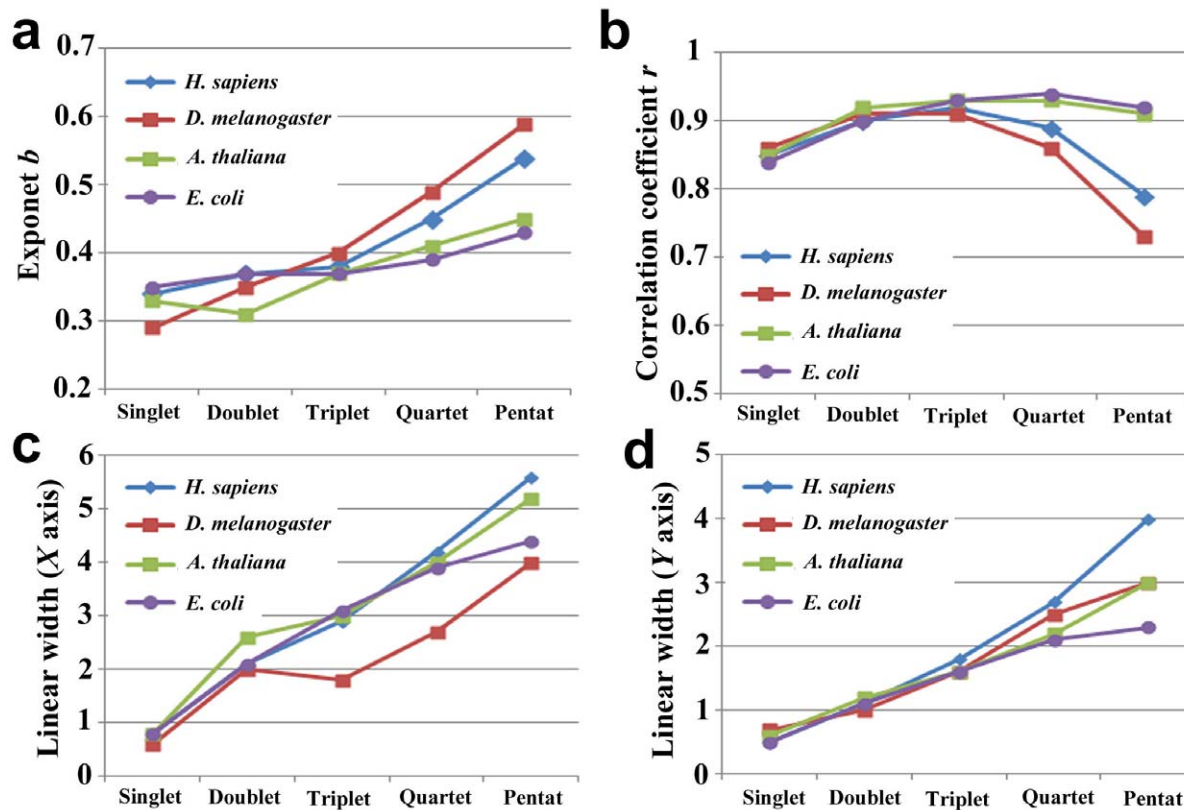 a
0.7
0.6
0.5
0.4
0.3
0.2
Exponet b
H. sapiens
D. melanogaster
A. thaliana
E. coli
Singlet Doublet Triplet Quartet Pentat
b
1
0.9
0.8
0.7
0.6
0.5
Correlation coefficient r
H. sapiens
D. melanogaster
A. thaliana
E. coli
Singlet Doublet Triplet Quartet Pentat
c
6
5
4
3
2
1
0
Linear width (X axis)
H. sapiens
D. melanogaster
A. thaliana
E. coli
Singlet Doublet Triplet Quartet Pentat
d
5
4
3
2
1
0
Linear width (Y axis)
H. sapiens
D. melanogaster
A. thaliana
E. coli
Singlet Doublet Triplet Quartet Pentat